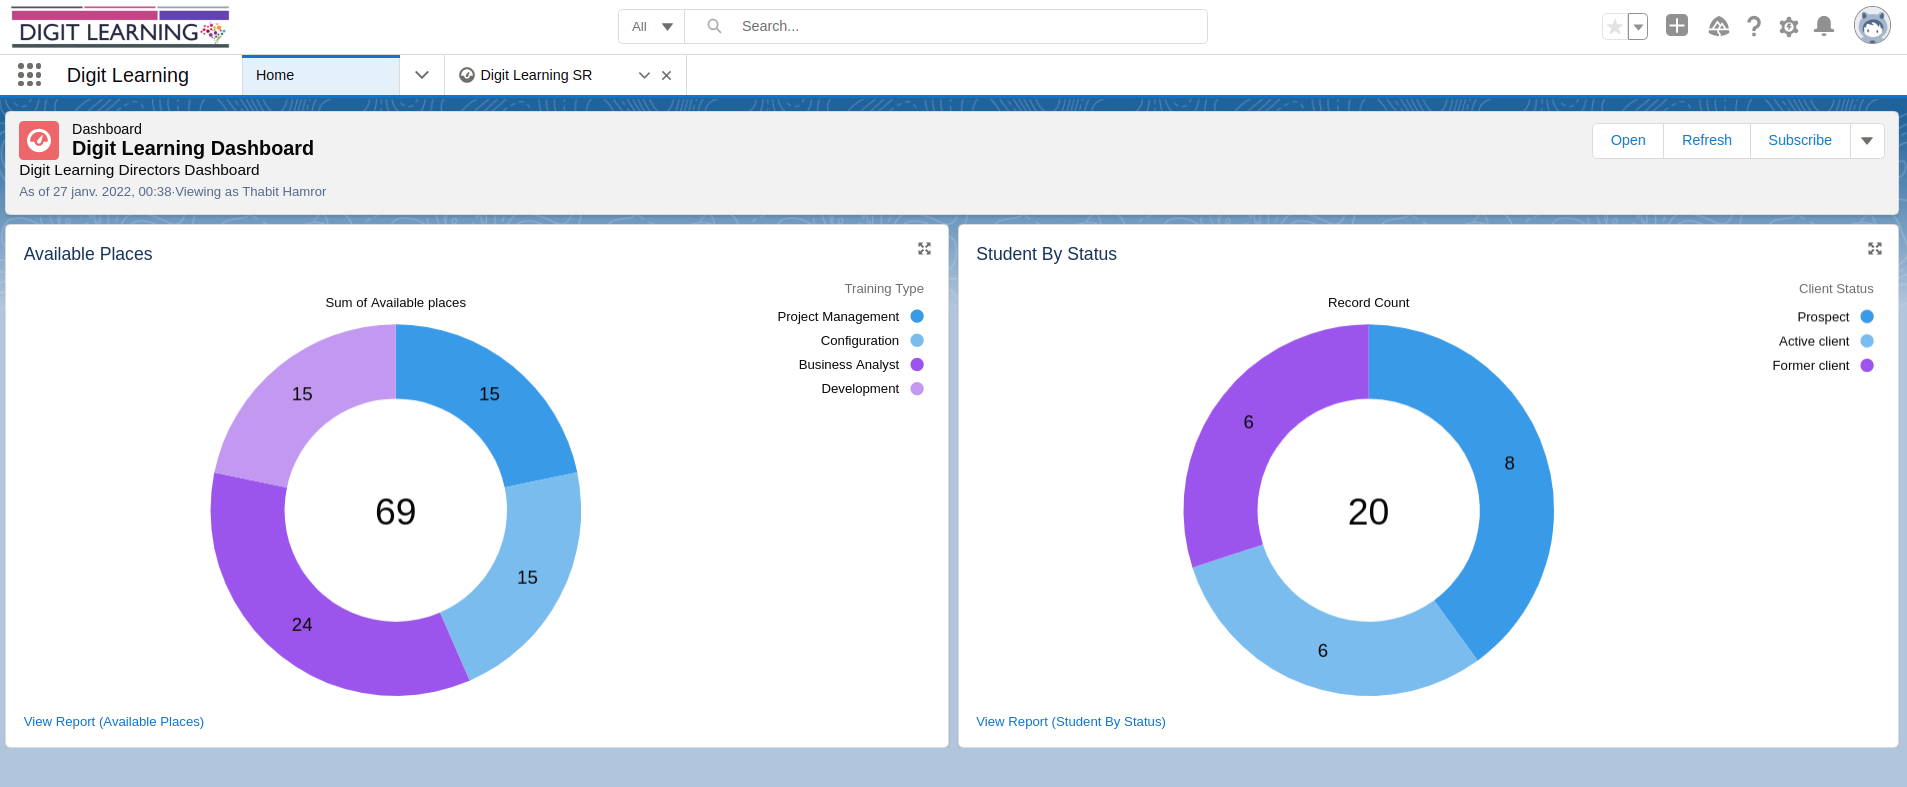 DIGIT LEARNING
All
Search...
Digit Learning
Home
Digit Learning SR
Dashboard
Digit Learning Dashboard
Digit Learning Directors Dashboard
As of 27 janv. 2022, 00:38·Viewing as Thabit Hamror
Open
Refresh
Subscribe
Available Places
Sum of Available places
Training Type
Project Management
Configuration
Business Analyst
Development
15
15
69
15
24
View Report (Available Places)
Student By Status
Record Count
Client Status
Prospect
Active client
Former client
6
8
20
6
View Report (Student By Status)